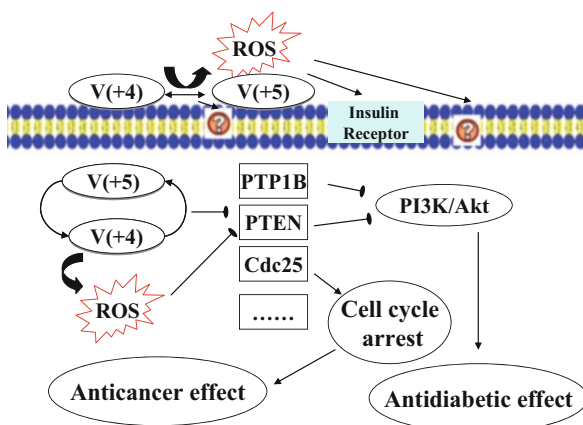 ROS
V(+4)
V(+5)
?
Insulin
Receptor
?
V(+5)
V(+4)
ROS
PTP1B
PTEN
Cdc25
......
PI3K/Akt
Cell cycle
arrest
Anticancer effect
Antidiabetic effect